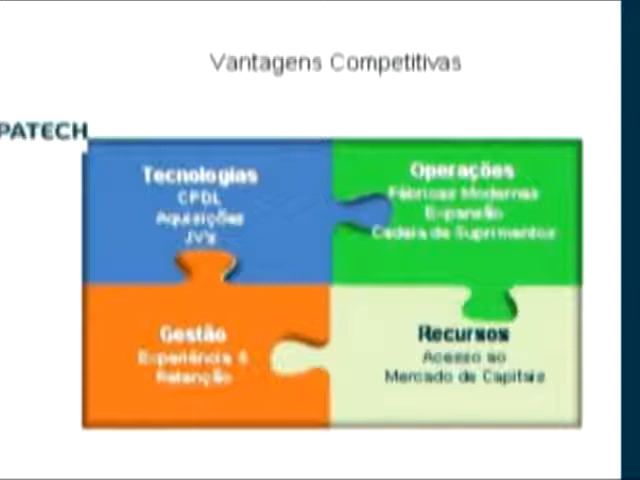 Vantagens Competitivas
PATECH
Tecnologias
CPDL
Aquisições
JV's
Operações
Fábricas Modernas
Expansão
Cadeia de Suprimentos
Gestão
Experiência &
Retenção
Recursos
Acesso ao
Mercado de Capitais